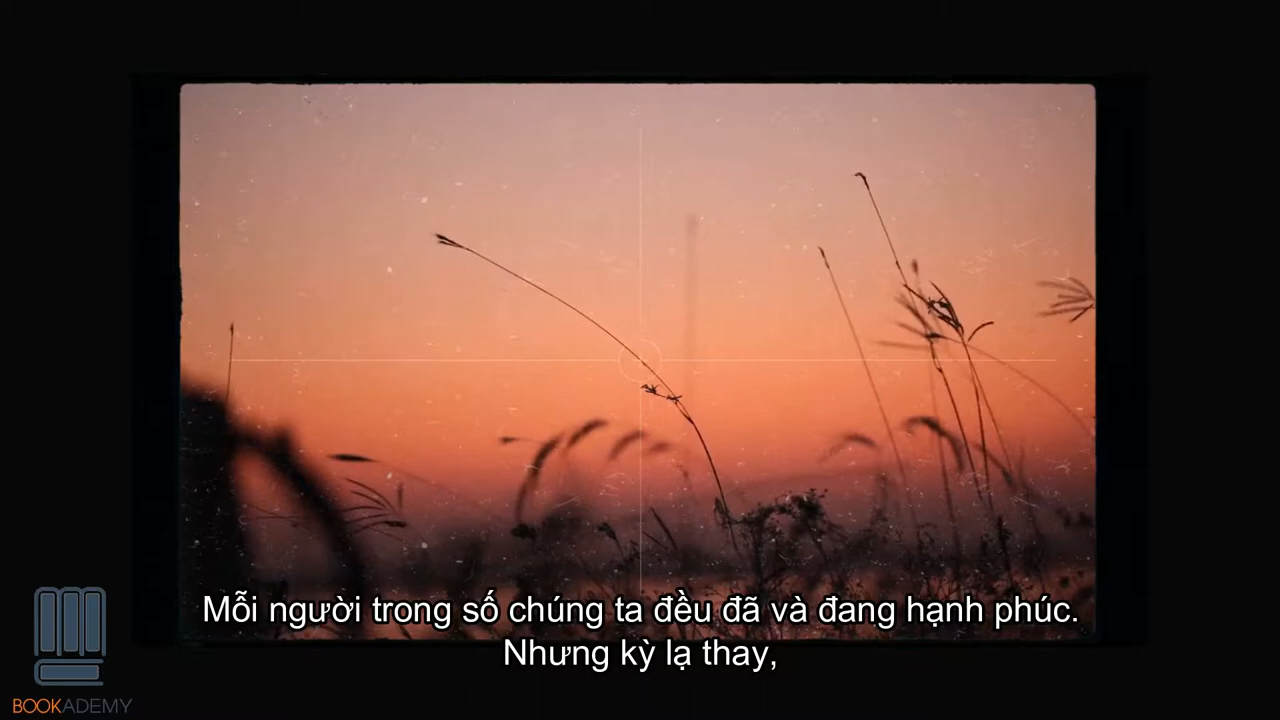 Mỗi người trong số chúng ta đều đã và đang hạnh phúc.
Nhưng kỳ lạ thay,
BOOKADEMY